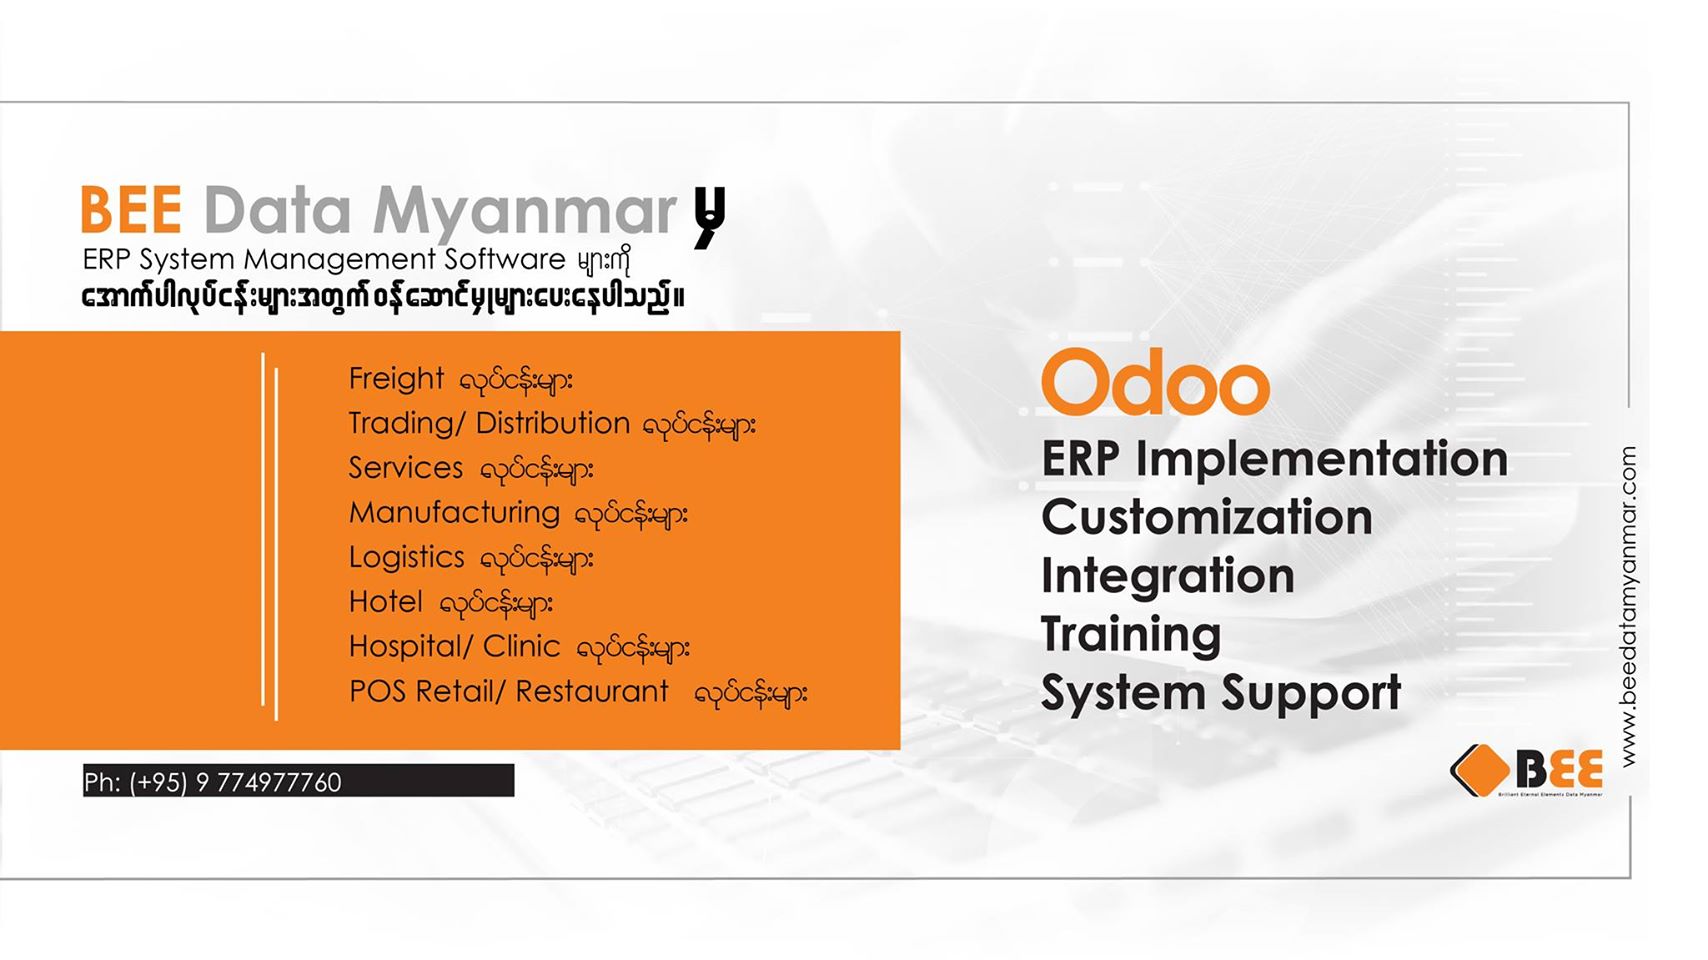 BEE Data Myanmar မှ
ERP System Management Software များကို
အောက်ပါလုပ်ငန်းများအတွက် ဝန်ဆောင်မှုများပေးနေပါသည်။
Freight လုပ်ငန်းများ
Trading/ Distribution လုပ်ငန်းများ
Services လုပ်ငန်းများ
Manufacturing လုပ်ငန်းများ
Logistics လုပ်ငန်းများ
Hotel လုပ်ငန်းများ
Hospital/ Clinic လုပ်ငန်းများ
POS Retail/ Restaurant လုပ်ငန်းများ
Ph: (+95) 9 774977760
Odoo
ERP Implementation
Customization
Integration
Training
System Support
BEE
Brilliant Eternal Elements Data Myanmar
www.beedatamyanmar.com